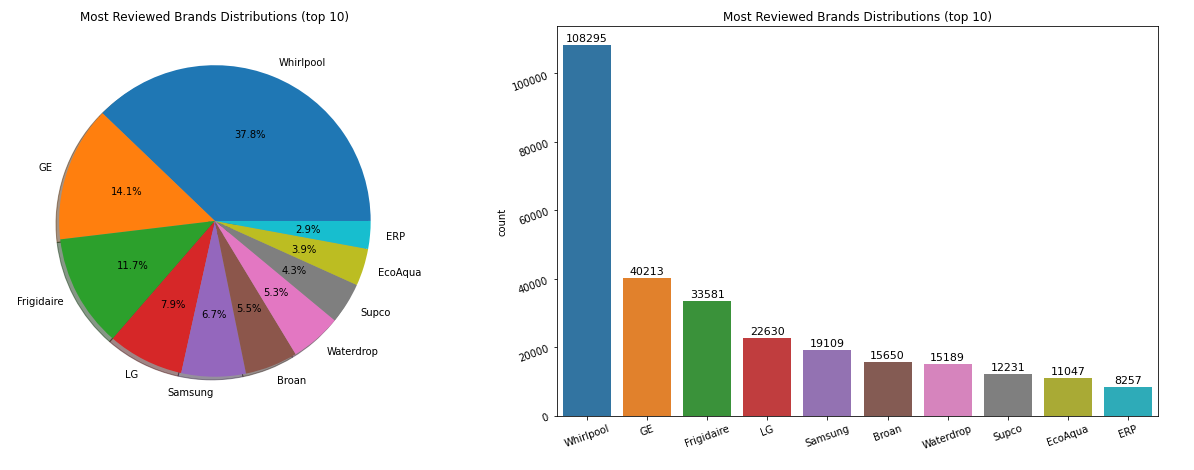 Most Reviewed Brands Distributions (top 10)
Whirlpool
37.8%
GE
14.1%
Frigidaire
11.7%
LG
7.9%
Samsung
6.7%
Broan
5.5%
Waterdrop
5.3%
Supco
4.3%
EcoAqua
3.9%
ERP
2.9%
Most Reviewed Brands Distributions (top 10)
count
100000
80000
60000
40000
20000
0
108295
40213
33581
22630
19109
15650
15189
12231
11047
8257
Whirlpool
GE
Frigidaire
LG
Samsung
Broan
Waterdrop
Supco
EcoAqua
ERP